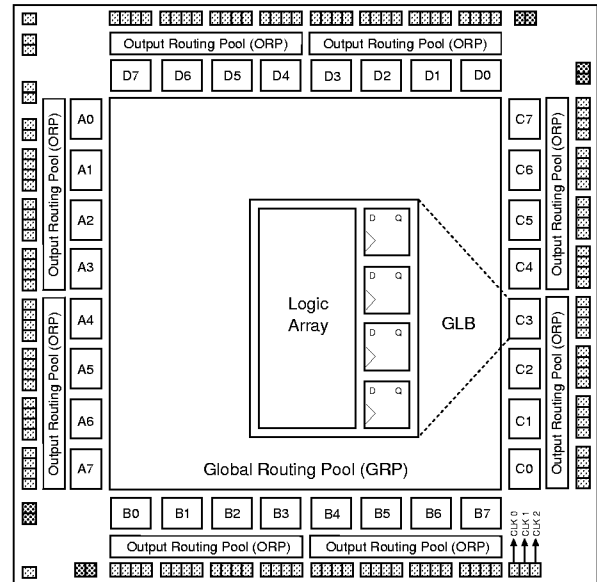 Output Routing Pool (ORP)
Output Routing Pool (ORP)
D7
D6
D5
D4
D3
D2
D1
D0
Output Routing Pool (ORP)
A0
A1
A2
A3
Output Routing Pool (ORP)
A4
A5
A6
A7
D Q
D Q
D Q
D Q
Logic
Array
GLB
Global Routing Pool (GRP)
C7
C6
C5
C4
C3
C2
C1
C0
Output Routing Pool (ORP)
Output Routing Pool (ORP)
B0
B1
B2
B3
B4
B5
B6
B7
Output Routing Pool (ORP)
Output Routing Pool (ORP)
CLK 0
CLK 1
CLK 2